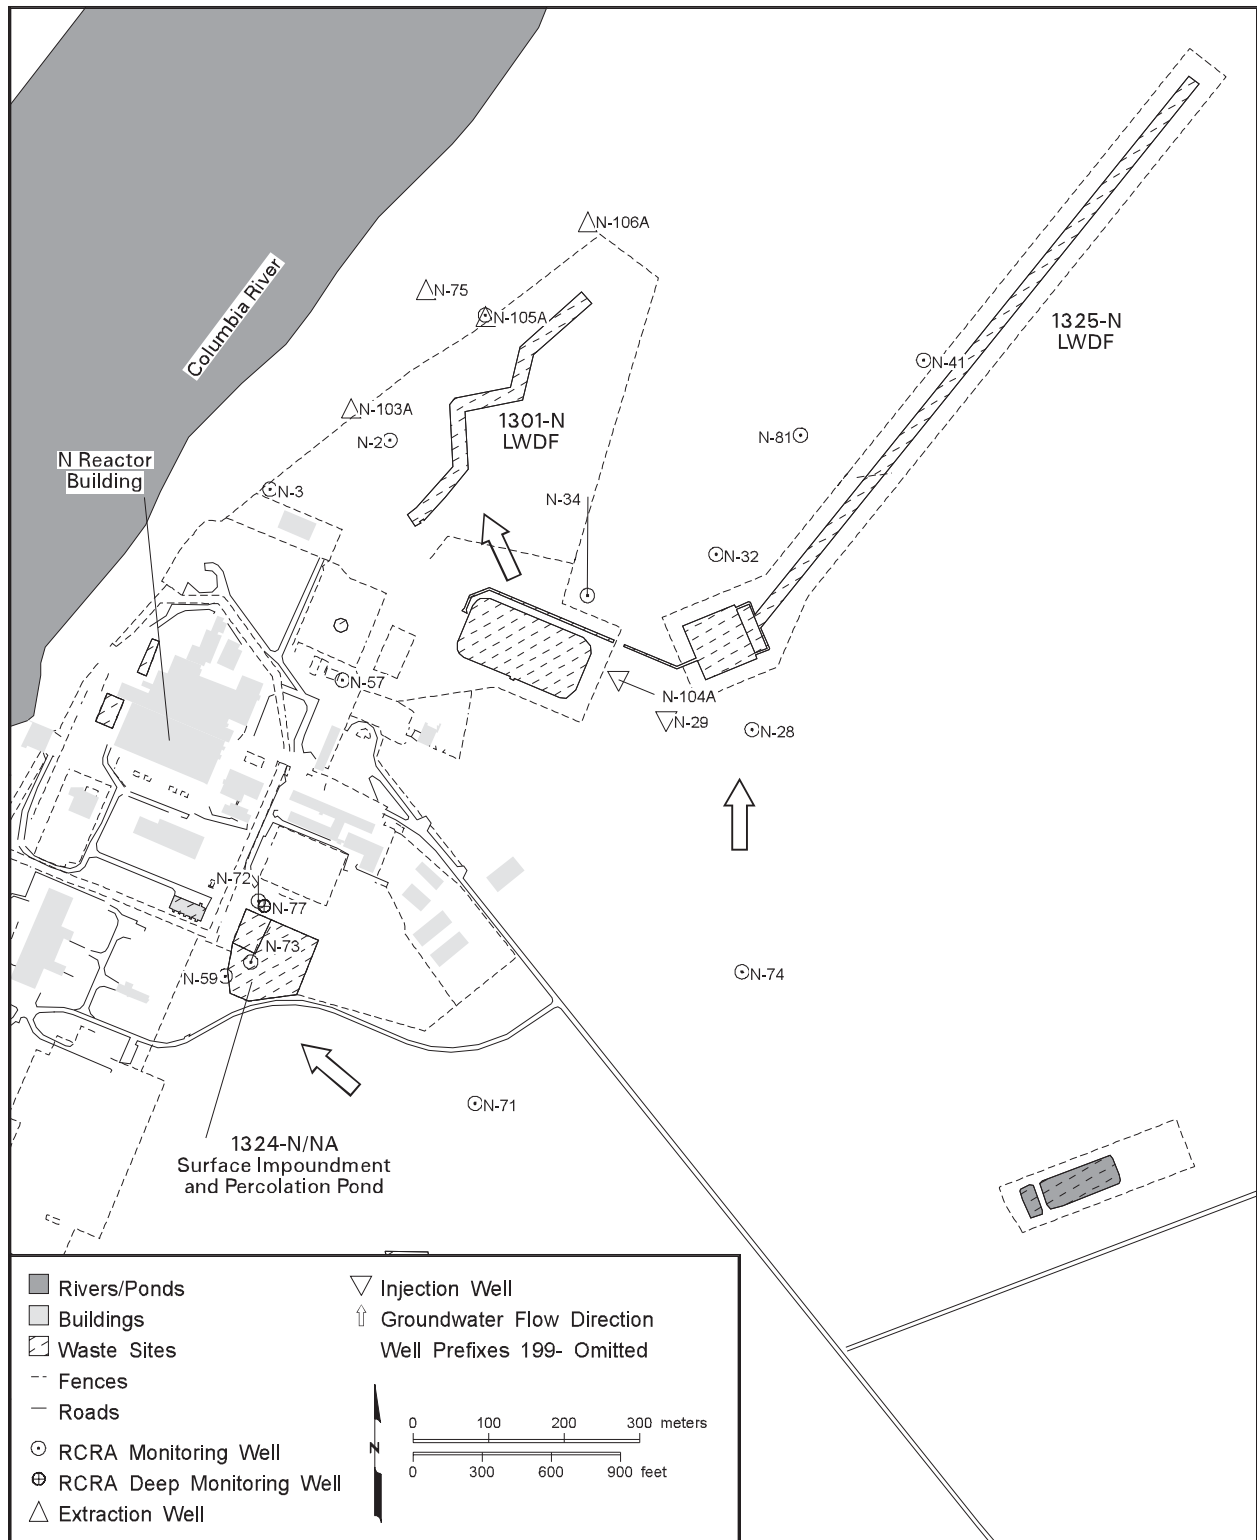 N-106A
N-75
Columbia River
N-105A
1325-N
LWDF
N-41
N-103A
1301-N
LWDF
N-2
N-81
N Reactor
Building
N-3
N-34
N-32
N-57
N-104A
N-29
N-28
N-72
N-77
N-73
N-59
N-74
N-71
1324-N/NA
Surface Impoundment
and Percolation Pond
Rivers/Ponds
Buildings
Waste Sites
Fences
Roads
RCRA Monitoring Well
RCRA Deep Monitoring Well
Extraction Well
Injection Well
Groundwater Flow Direction
Well Prefixes 199- Omitted
N
0 100 200 300 meters
0 300 600 900 feet